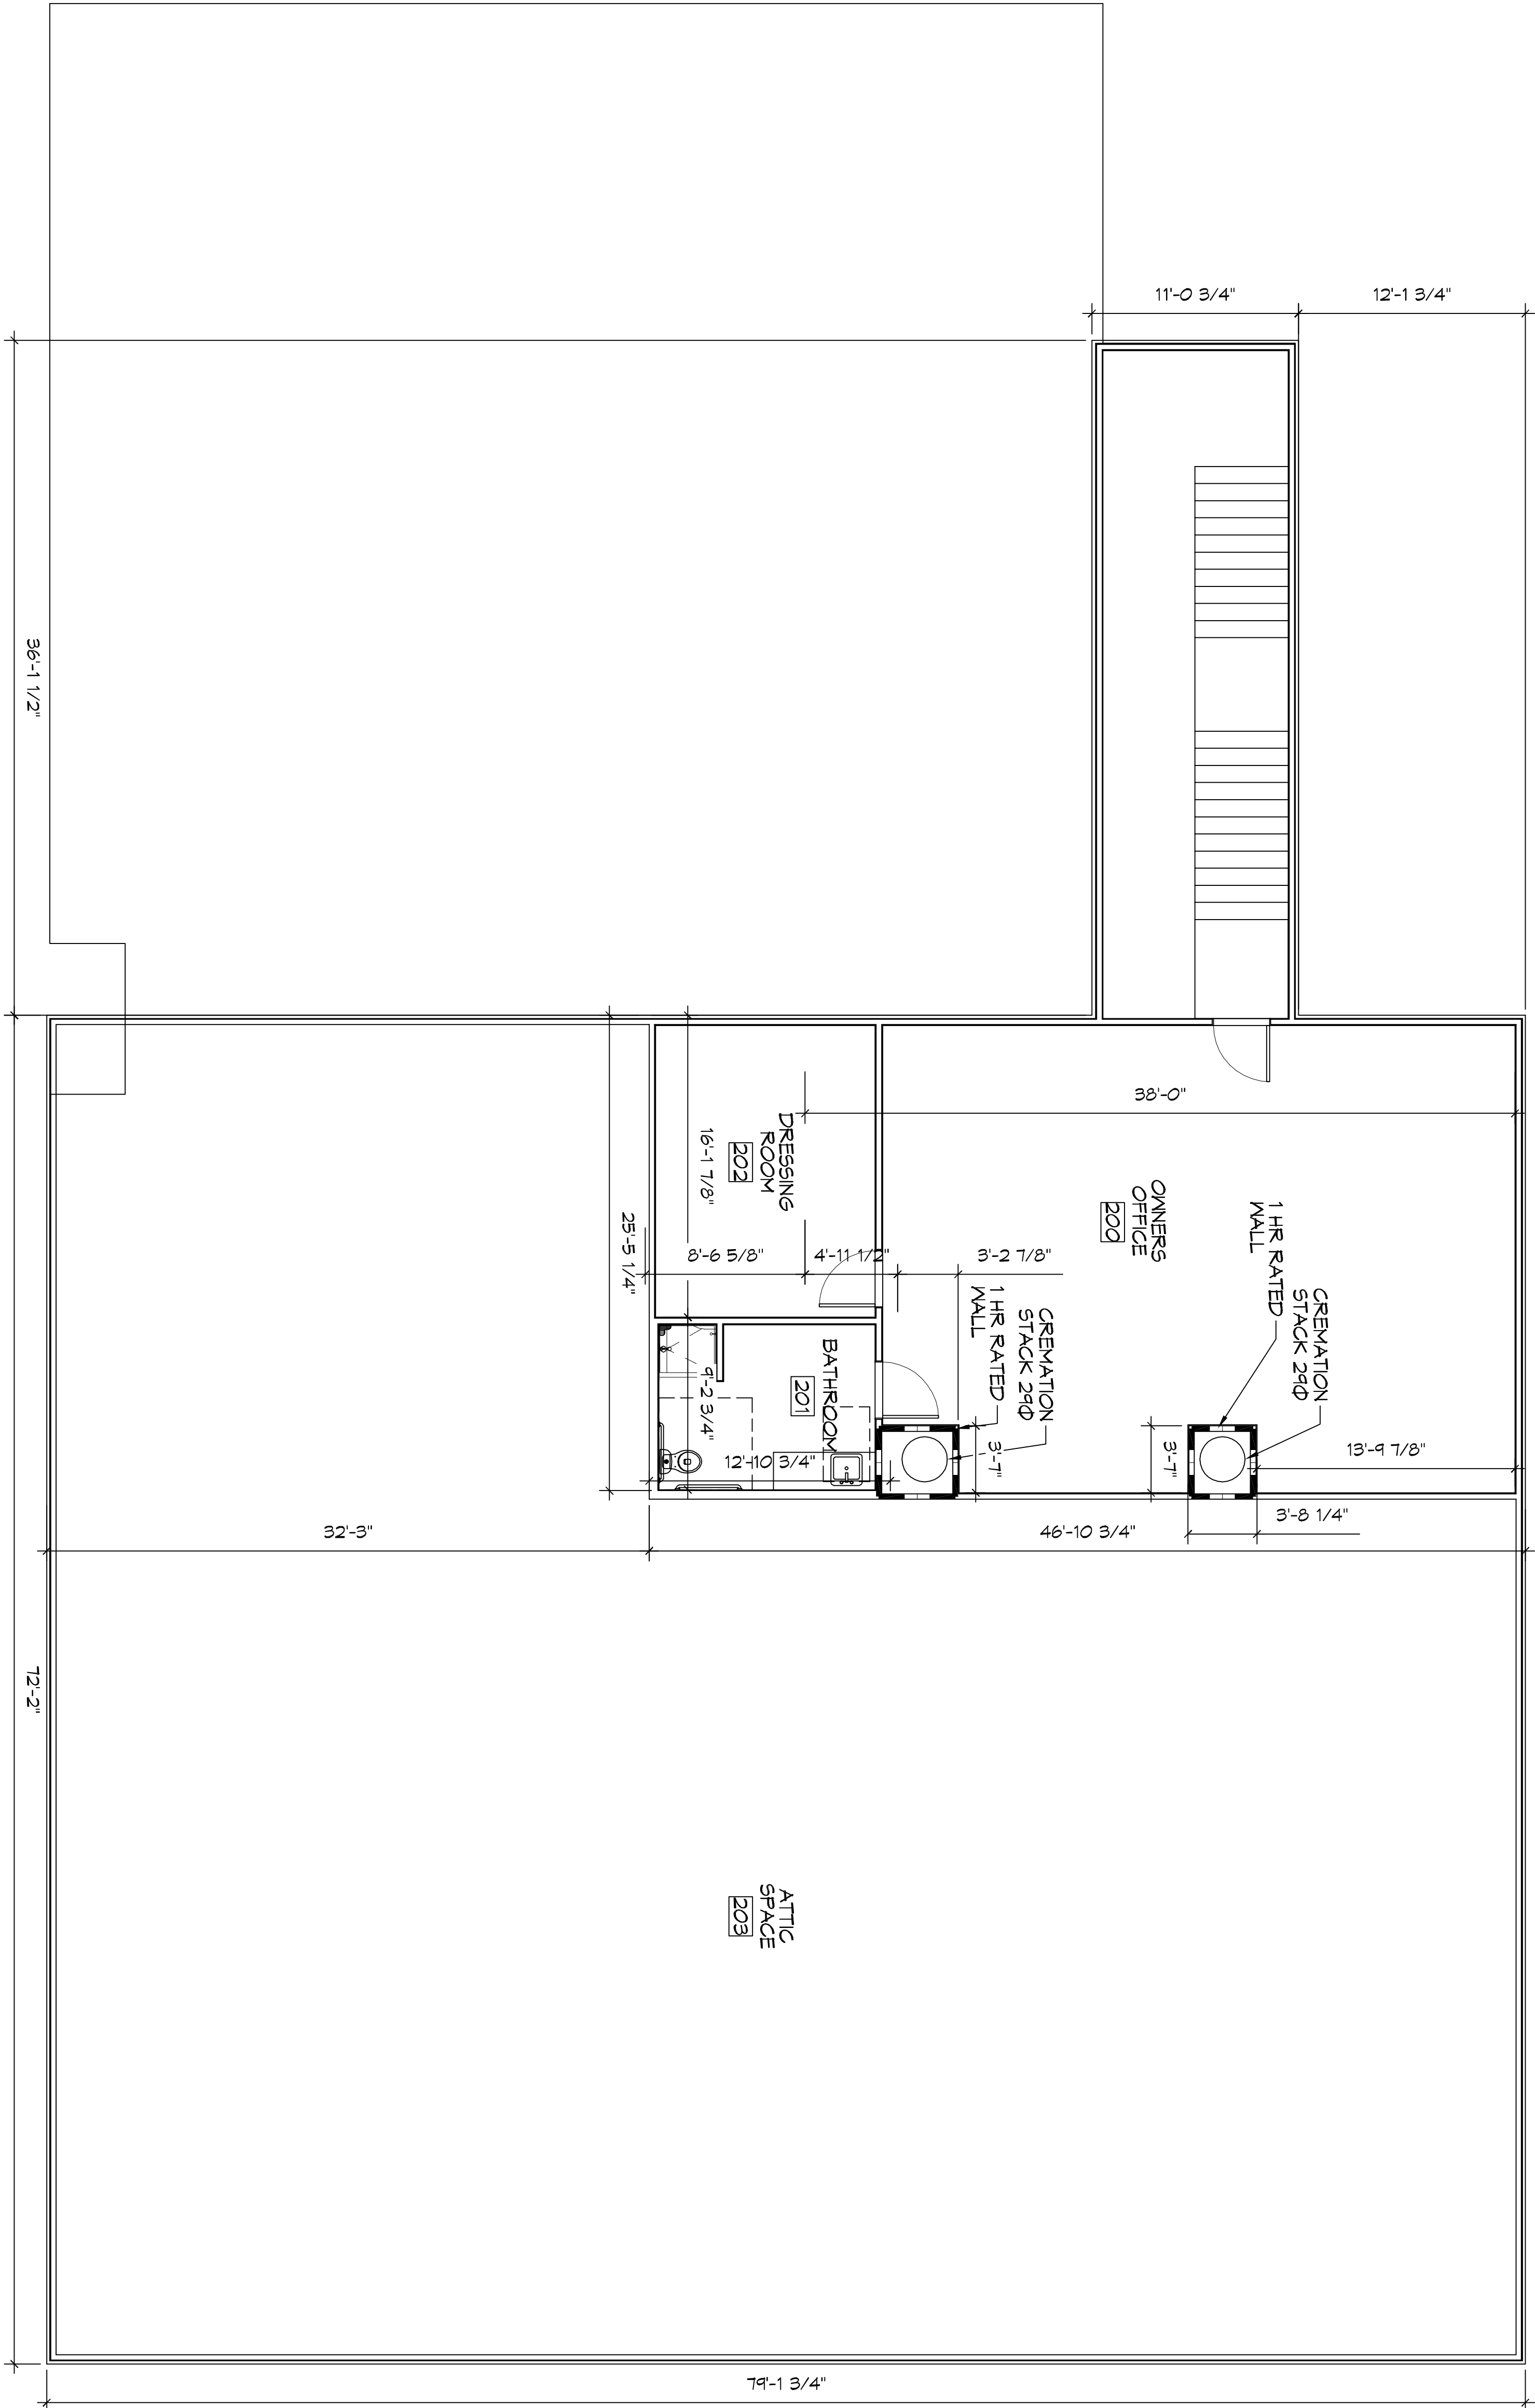 11'-0 3/4"
12'-1 3/4"
36'-1 1/2"
38'-0"
DRESSING
ROOM
202
16'-1 7/8"
OWNERS
OFFICE
200
1 HR RATED
WALL
CREMATION
STACK 29Φ
25'-5 1/4"
8'-6 5/8"
4'-11 1/2"
3'-2 7/8"
1 HR RATED
WALL
CREMATION
STACK 29Φ
BATHROOM
201
9'-2 3/4"
12'-10 3/4"
3'-7"
3'-7"
13'-9 7/8"
3'-8 1/4"
32'-3"
46'-10 3/4"
72'-2"
ATTIC
SPACE
203
79'-1 3/4"